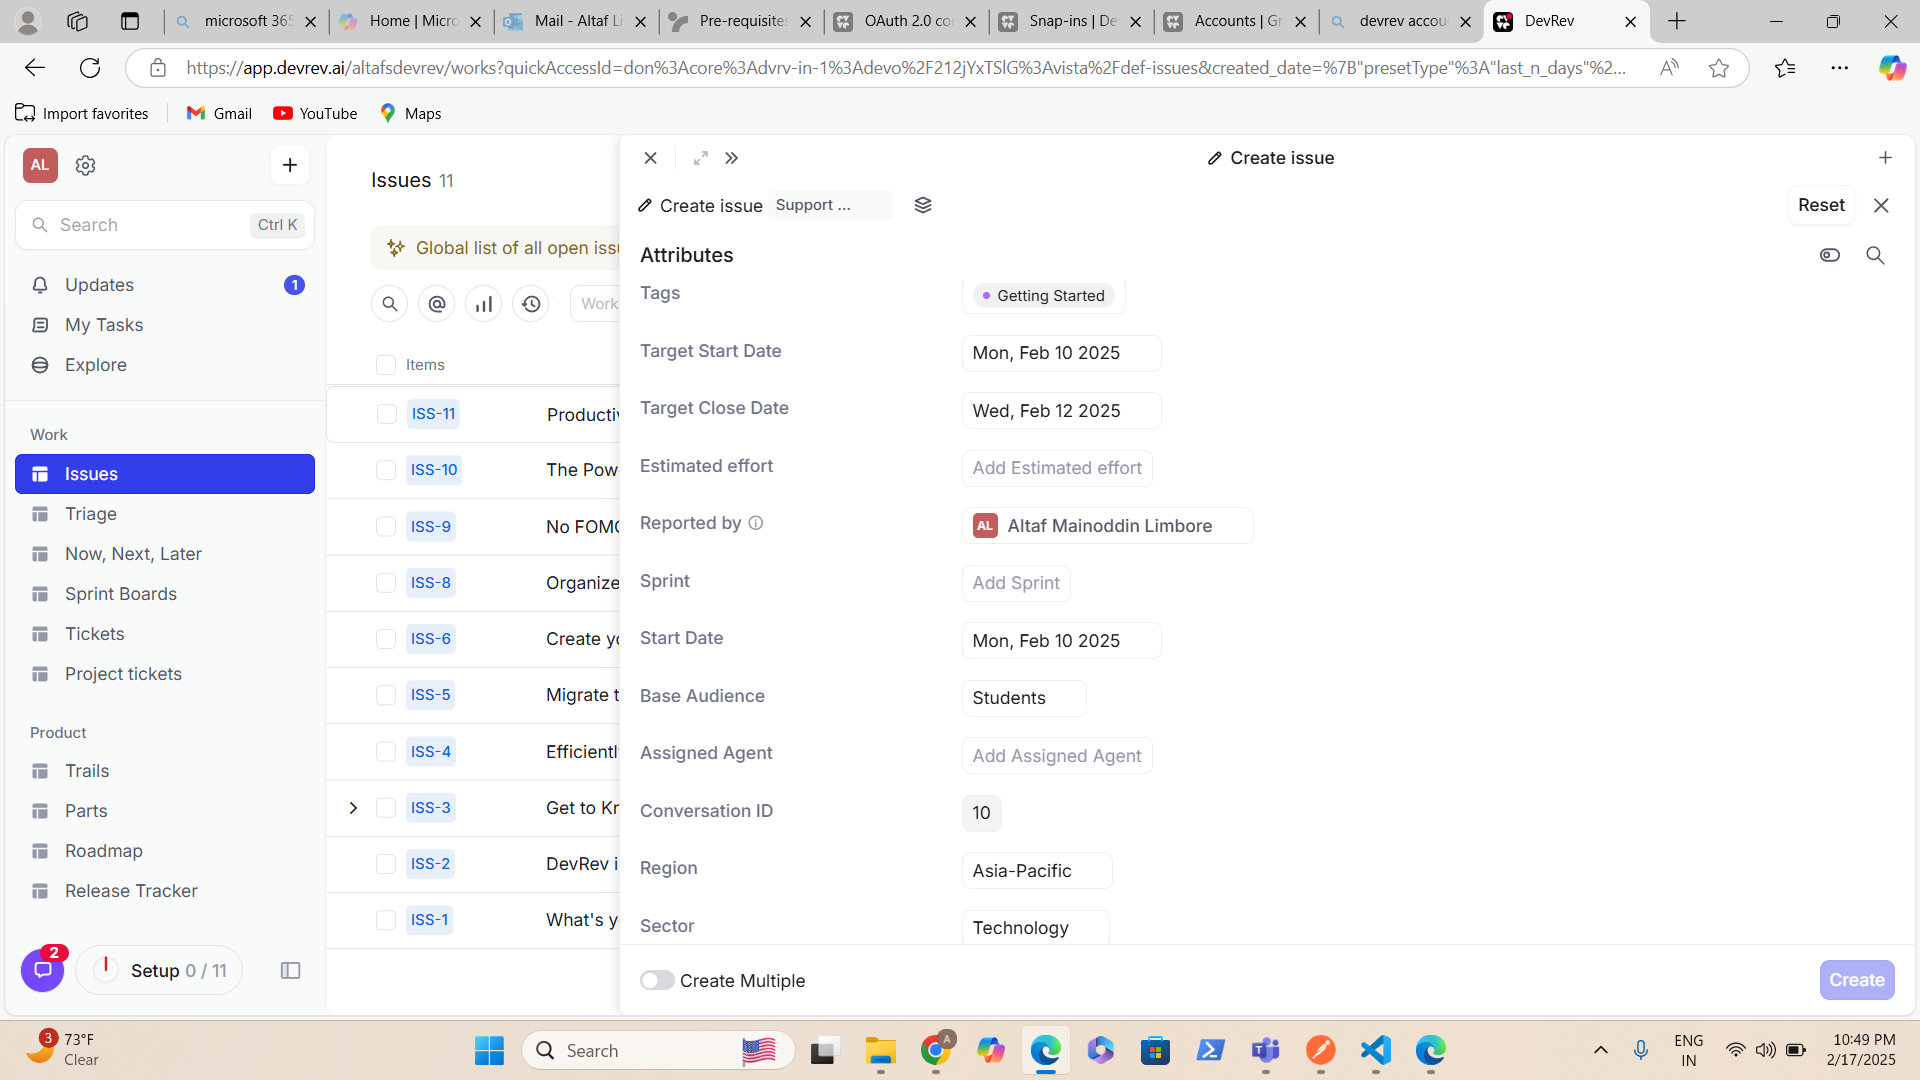 microsoft 365
Home | Micro
Mail - Altaf Li
Pre-requisites
OAuth 2.0 co
Snap-ins | De
Accounts | Gr
devrev accou
DevRev
https://app.devrev.ai/altafsdevrev/works?quickAccessId=don%3Acore%3Advrv-in-1%3Adevo%2F212jYxTSlG%3Avista%2Fdef-issues&created_date=%7B"presetType"%3A"last_n_days"%2...
Import favorites
Gmail
YouTube
Maps
AL
Search
Ctrl K
Updates
1
My Tasks
Explore
Work
Issues
Triage
Now, Next, Later
Sprint Boards
Tickets
Project tickets
Product
Trails
Parts
Roadmap
Release Tracker
2
Setup 0 / 11
Issues 11
Global list of all open issu
Work
Items
ISS-11 Productiv
ISS-10 The Pow
ISS-9 No FOMO
ISS-8 Organize
ISS-6 Create yo
ISS-5 Migrate t
ISS-4 Efficientl
ISS-3 Get to Kn
ISS-2 DevRev i
ISS-1 What's yo
Create issue
Create issue
Support ...
Reset
Attributes
Tags
Getting Started
Target Start Date
Mon, Feb 10 2025
Target Close Date
Wed, Feb 12 2025
Estimated effort
Add Estimated effort
Reported by
AL Altaf Mainoddin Limbore
Sprint
Add Sprint
Start Date
Mon, Feb 10 2025
Base Audience
Students
Assigned Agent
Add Assigned Agent
Conversation ID
10
Region
Asia-Pacific
Sector
Technology
Create Multiple
Create
3
73°F
Clear
Search
A
ENG
IN
10:49 PM
2/17/2025